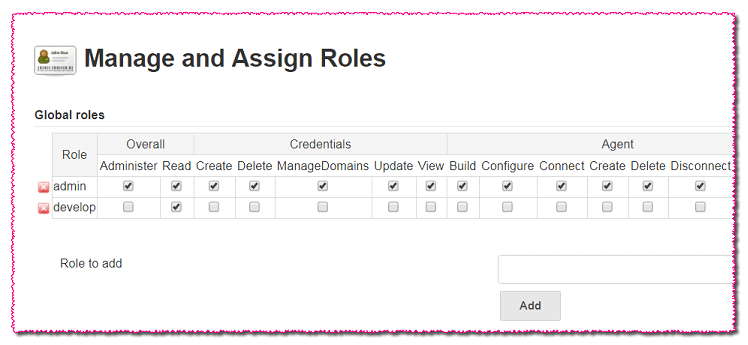 Manage and Assign Roles
Global roles
Role Overall Credentials Agent
Administer Read Create Delete ManageDomains Update View Build Configure Connect Create Delete Disconnect
admin
develop
Role to add
Add